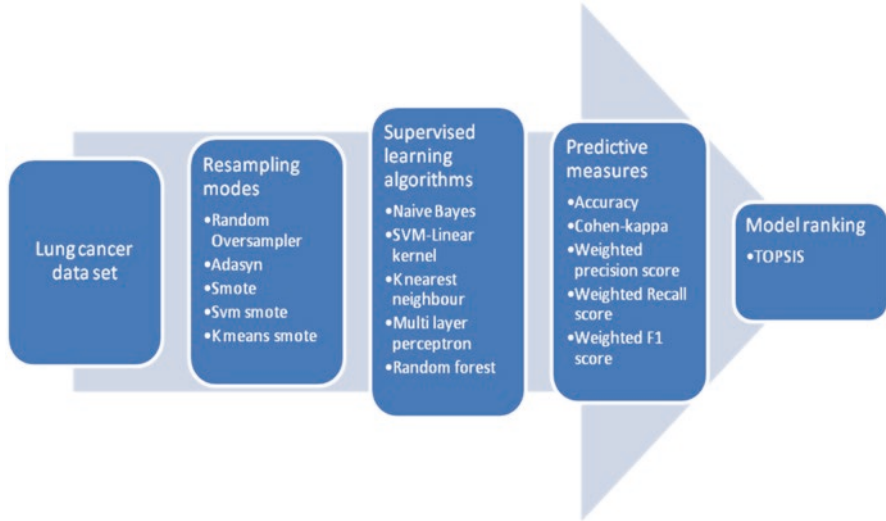 Lung cancer
data set
Resampling
modes
•Random
Oversampler
•Adasyn
•Smote
•Svm smote
•Kmeans smote
Supervised
learning
algorithms
•Naive Bayes
•SVM-Linear
kernel
•Knearest
neighbour
•Multi layer
perceptron
•Random forest
Predictive
measures
•Accuracy
•Cohen-kappa
•Weighted
precision score
•Weighted Recall
score
•Weighted F1
score
Model ranking
•TOPSIS